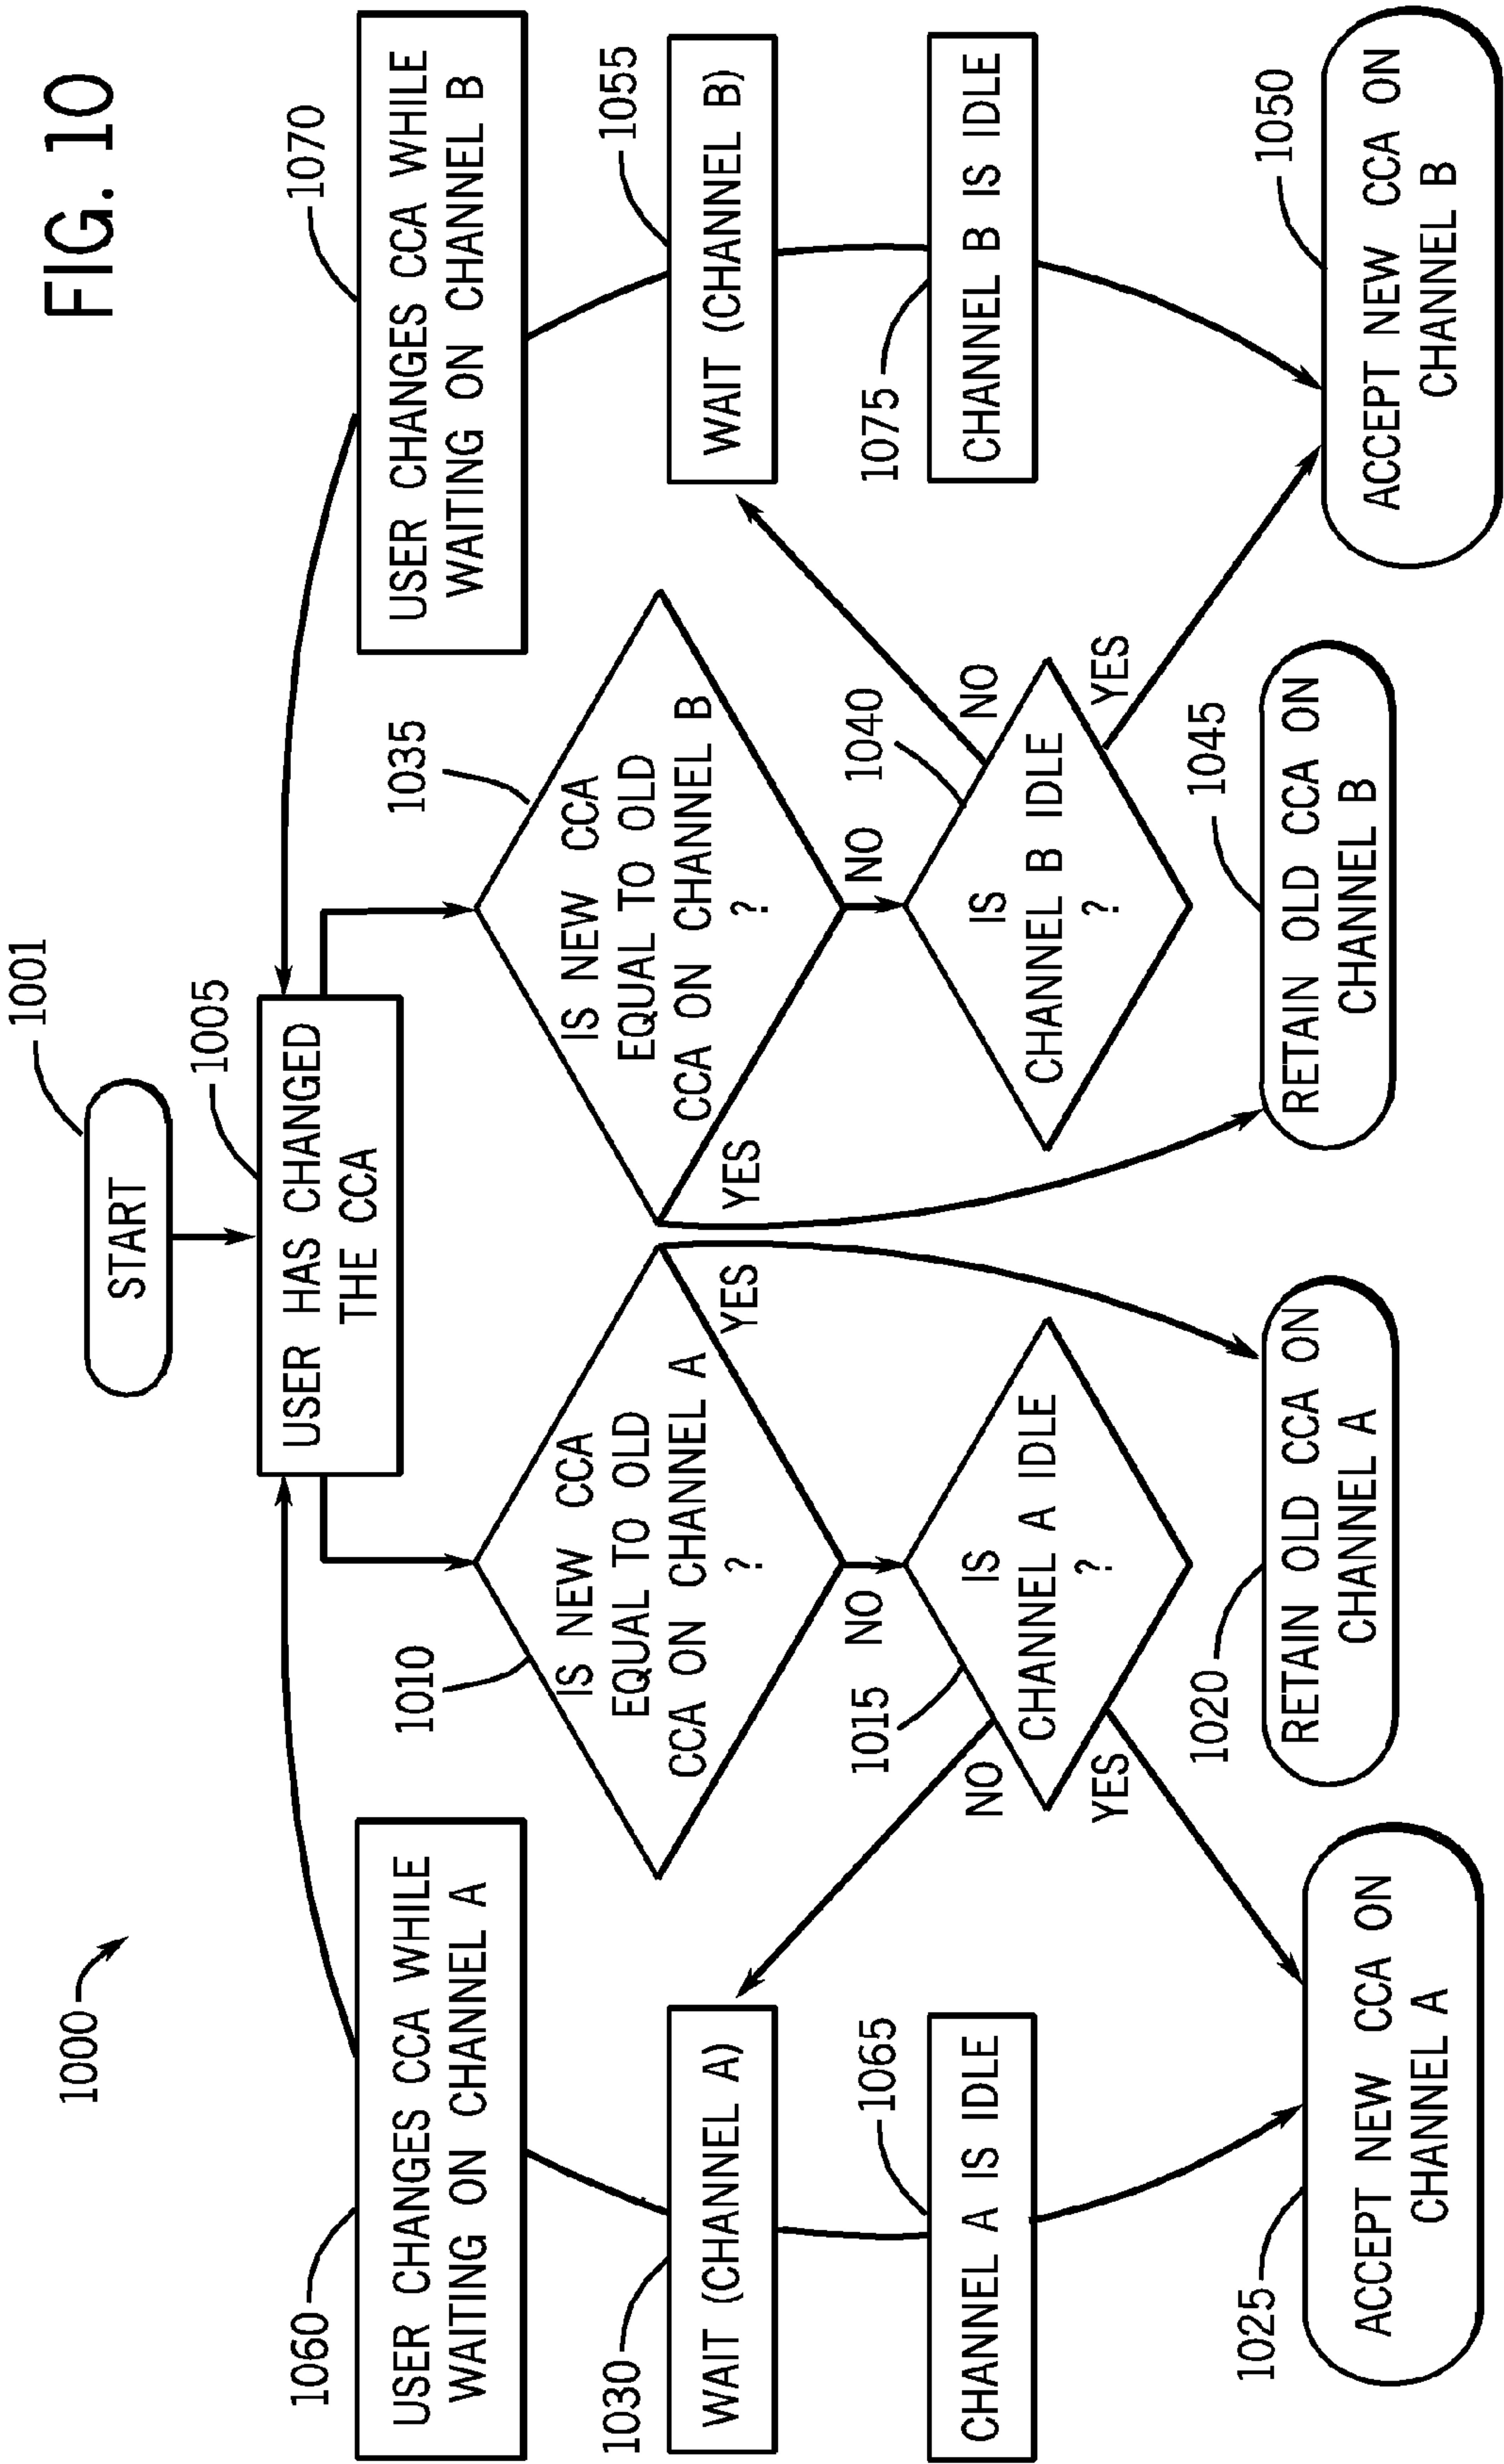 FIG. 10
1000
START
1001
USER HAS CHANGED
THE CCA
1005
USER CHANGES CCA WHILE
WAITING ON CHANNEL A
1060
USER CHANGES CCA WHILE
WAITING ON CHANNEL B
1070
IS NEW CCA
EQUAL TO OLD
CCA ON CHANNEL A
?
1010
YES
NO
IS NEW CCA
EQUAL TO OLD
CCA ON CHANNEL B
?
1035
YES
NO
WAIT (CHANNEL A)
1030
WAIT (CHANNEL B)
1055
IS
CHANNEL A IDLE
?
1015
NO
YES
IS
CHANNEL B IDLE
?
1040
NO
YES
CHANNEL A IS IDLE
1065
CHANNEL B IS IDLE
1075
ACCEPT NEW CCA ON
CHANNEL A
1025
RETAIN OLD CCA ON
CHANNEL A
1020
RETAIN OLD CCA ON
CHANNEL B
1045
ACCEPT NEW CCA ON
CHANNEL B
1050